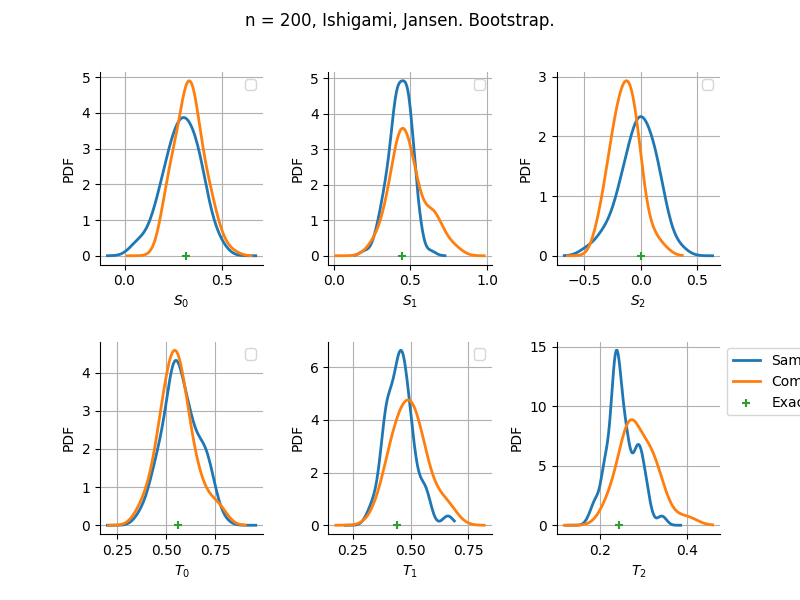 n = 200, Ishigami, Jansen. Bootstrap.
PDF
5
4
3
2
1
0
0.0 0.5
S0
PDF
5
4
3
2
1
0
0.0 0.5 1.0
S1
PDF
3
2
1
0
−0.5 0.0 0.5
S2
PDF
4
3
2
1
0
0.25 0.50 0.75
T0
PDF
6
4
2
0
0.25 0.50 0.75
T1
PDF
15
10
5
0
0.2 0.4
T2
Sam
Com
Exac